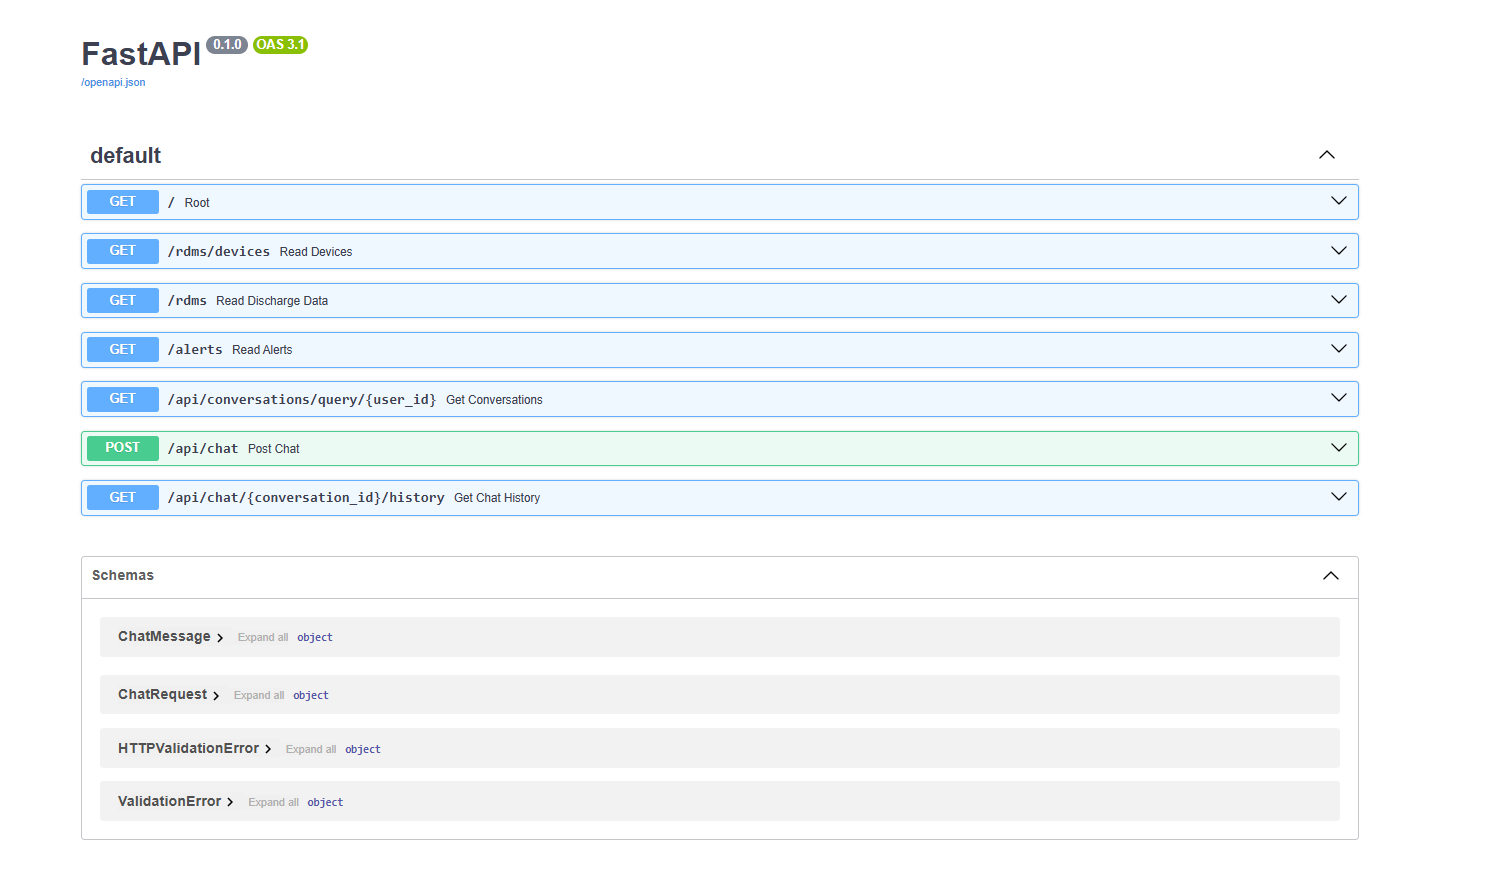 FastAPI 0.1.0 OAS 3.1
/openapi.json
default
GET / Root
GET /rdms/devices Read Devices
GET /rdms Read Discharge Data
GET /alerts Read Alerts
GET /api/conversations/query/{user_id} Get Conversations
POST /api/chat Post Chat
GET /api/chat/{conversation_id}/history Get Chat History
Schemas
ChatMessage Expand all object
ChatRequest Expand all object
HTTPValidationError Expand all object
ValidationError Expand all object